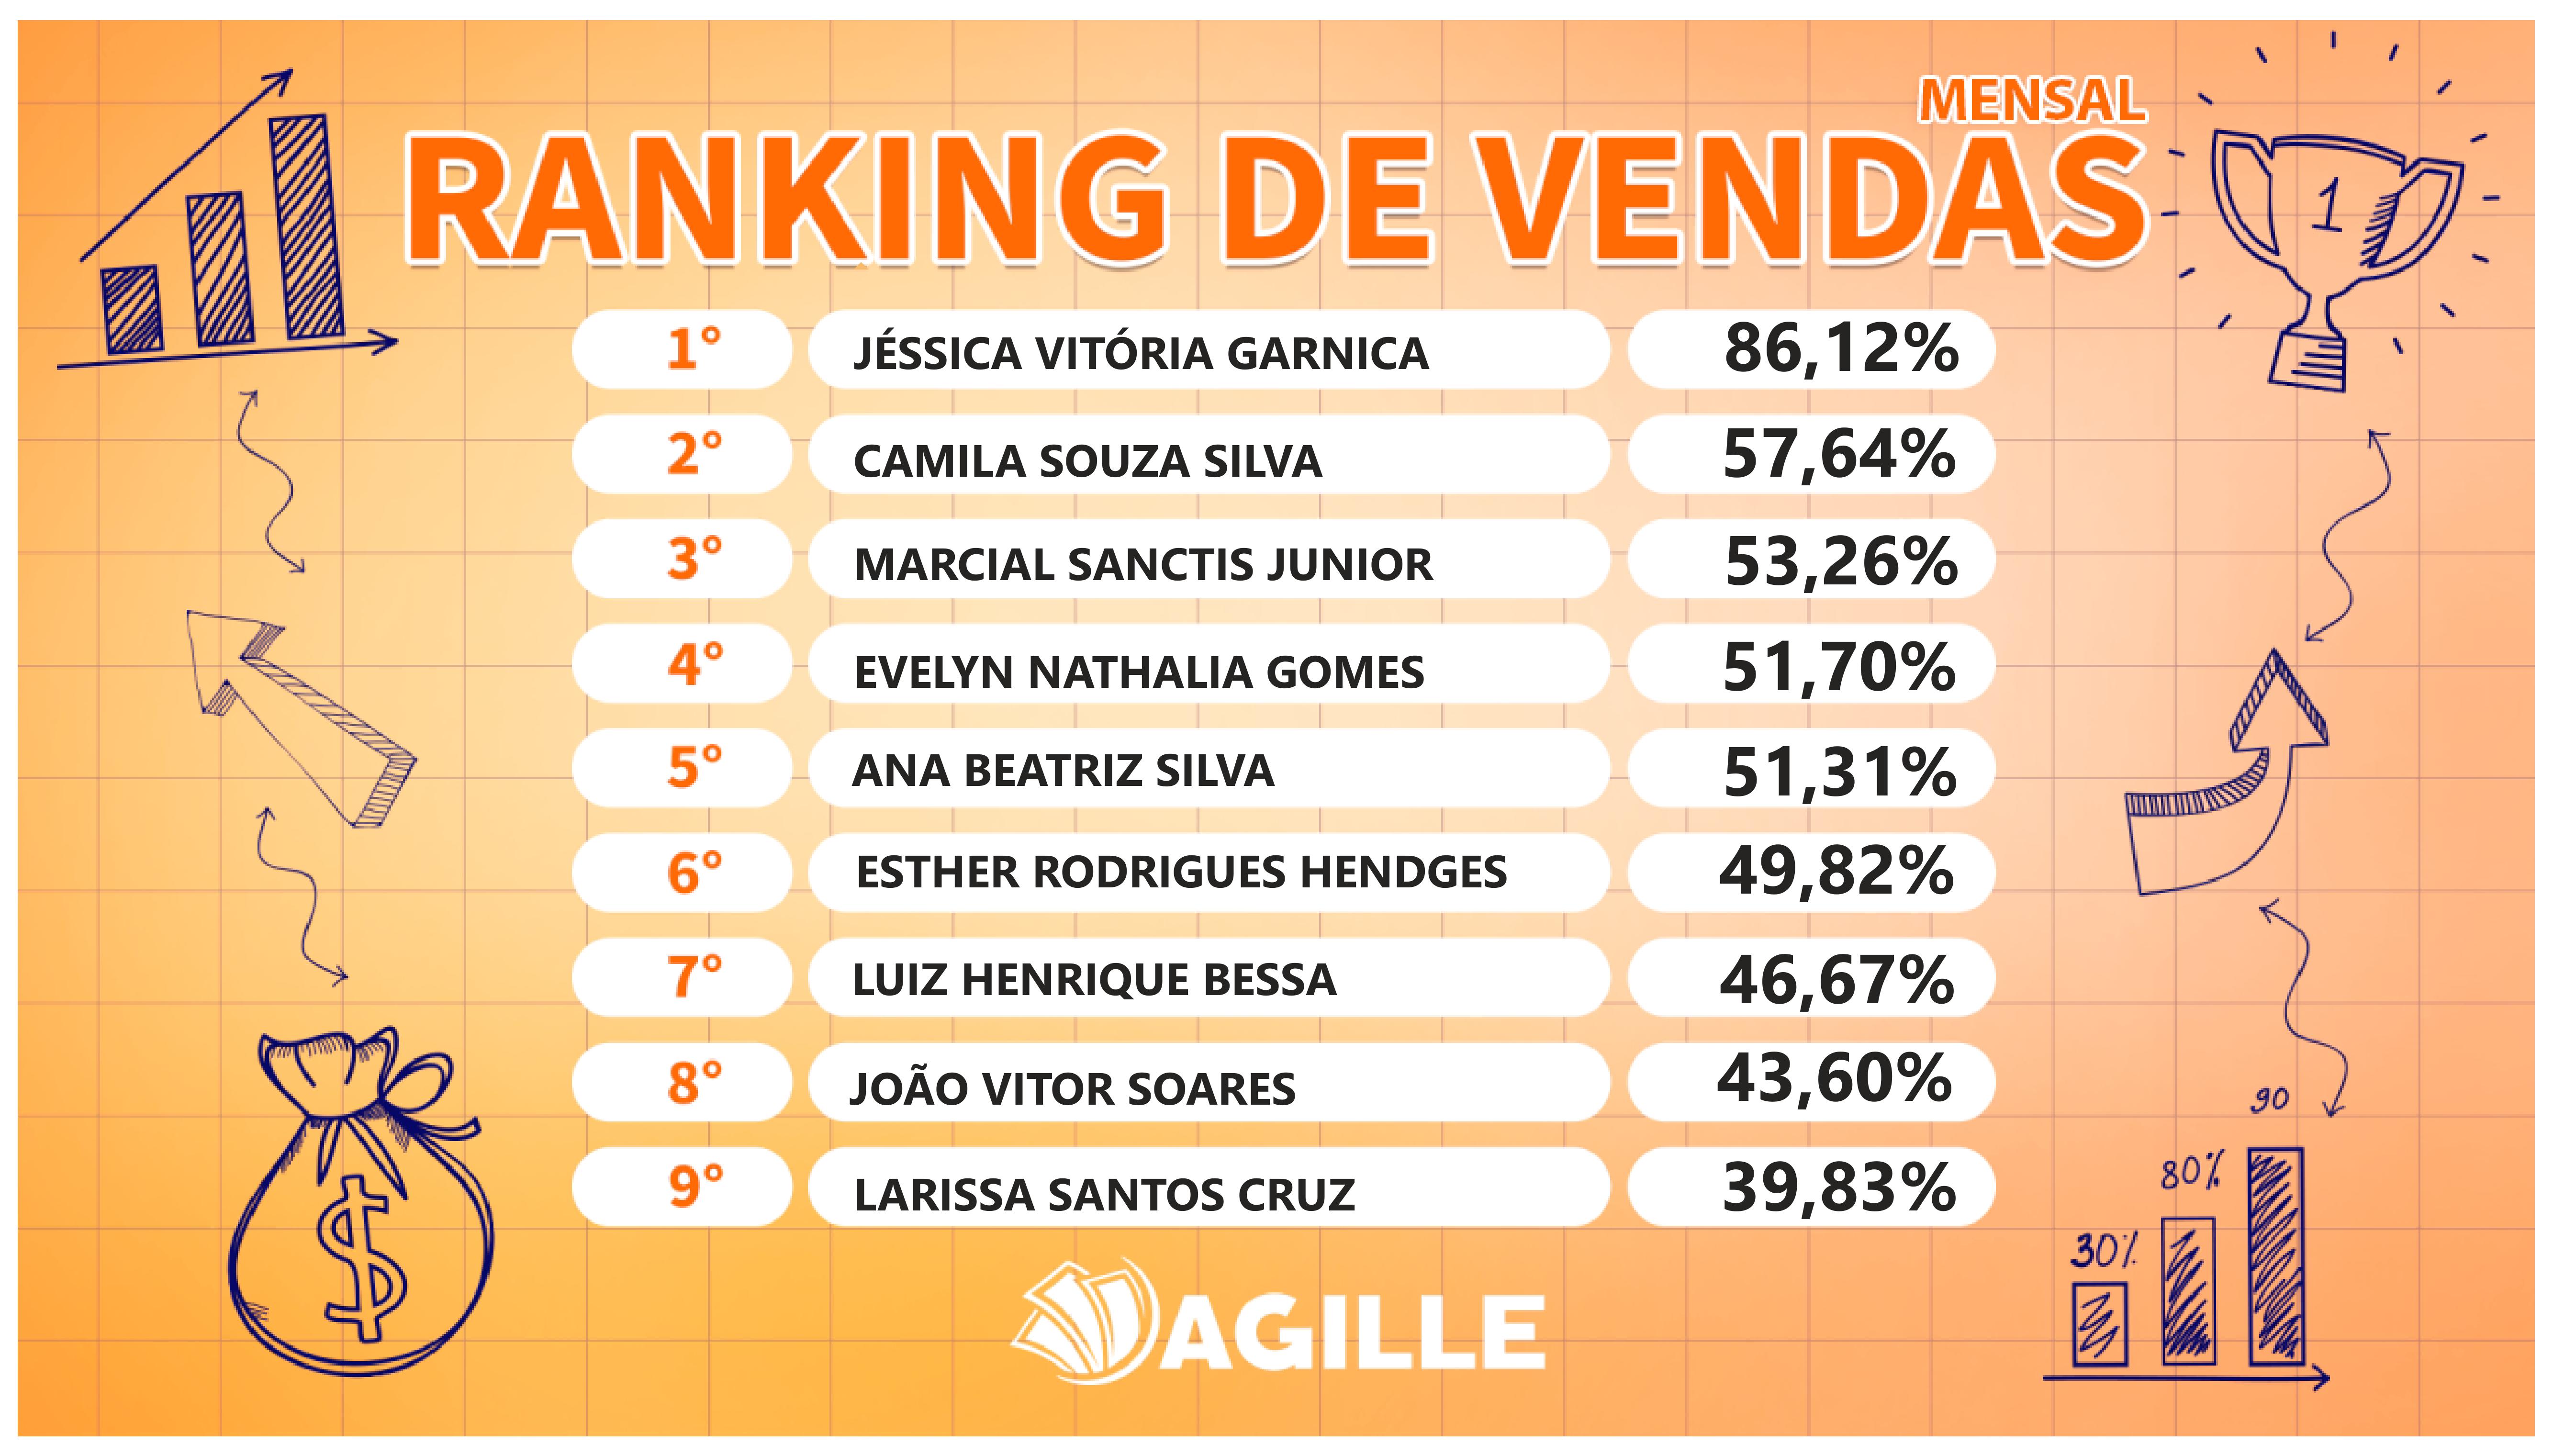 MENSAL
RANKING DE VENDAS
1
1° JÉSSICA VITÓRIA GARNICA 86,12%
2° CAMILA SOUZA SILVA 57,64%
3° MARCIAL SANCTIS JUNIOR 53,26%
4° EVELYN NATHALIA GOMES 51,70%
5° ANA BEATRIZ SILVA 51,31%
6° ESTHER RODRIGUES HENDGES 49,82%
7° LUIZ HENRIQUE BESSA 46,67%
8° JOÃO VITOR SOARES 43,60%
9° LARISSA SANTOS CRUZ 39,83%
90
80%
30%
$
AGILLE